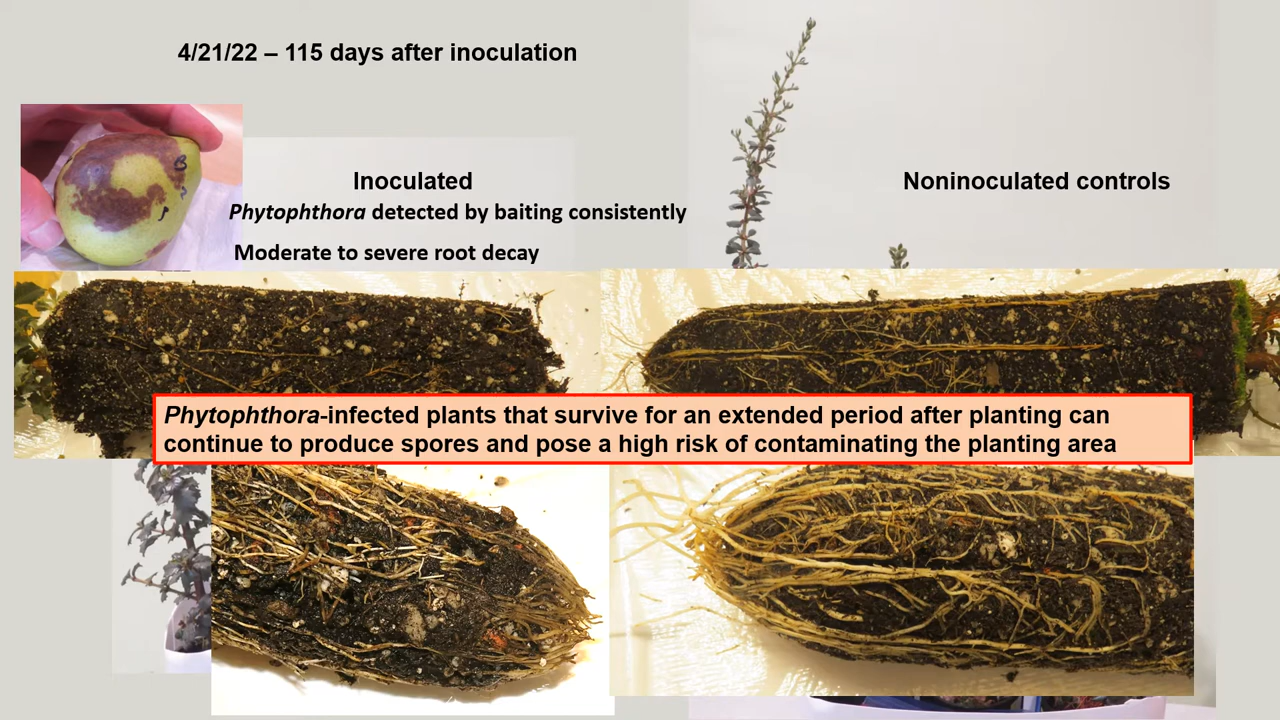 4/21/22 – 115 days after inoculation
Inoculated
Noninoculated controls
Phytophthora detected by baiting consistently
Moderate to severe root decay
Phytophthora-infected plants that survive for an extended period after planting can
continue to produce spores and pose a high risk of contaminating the planting area